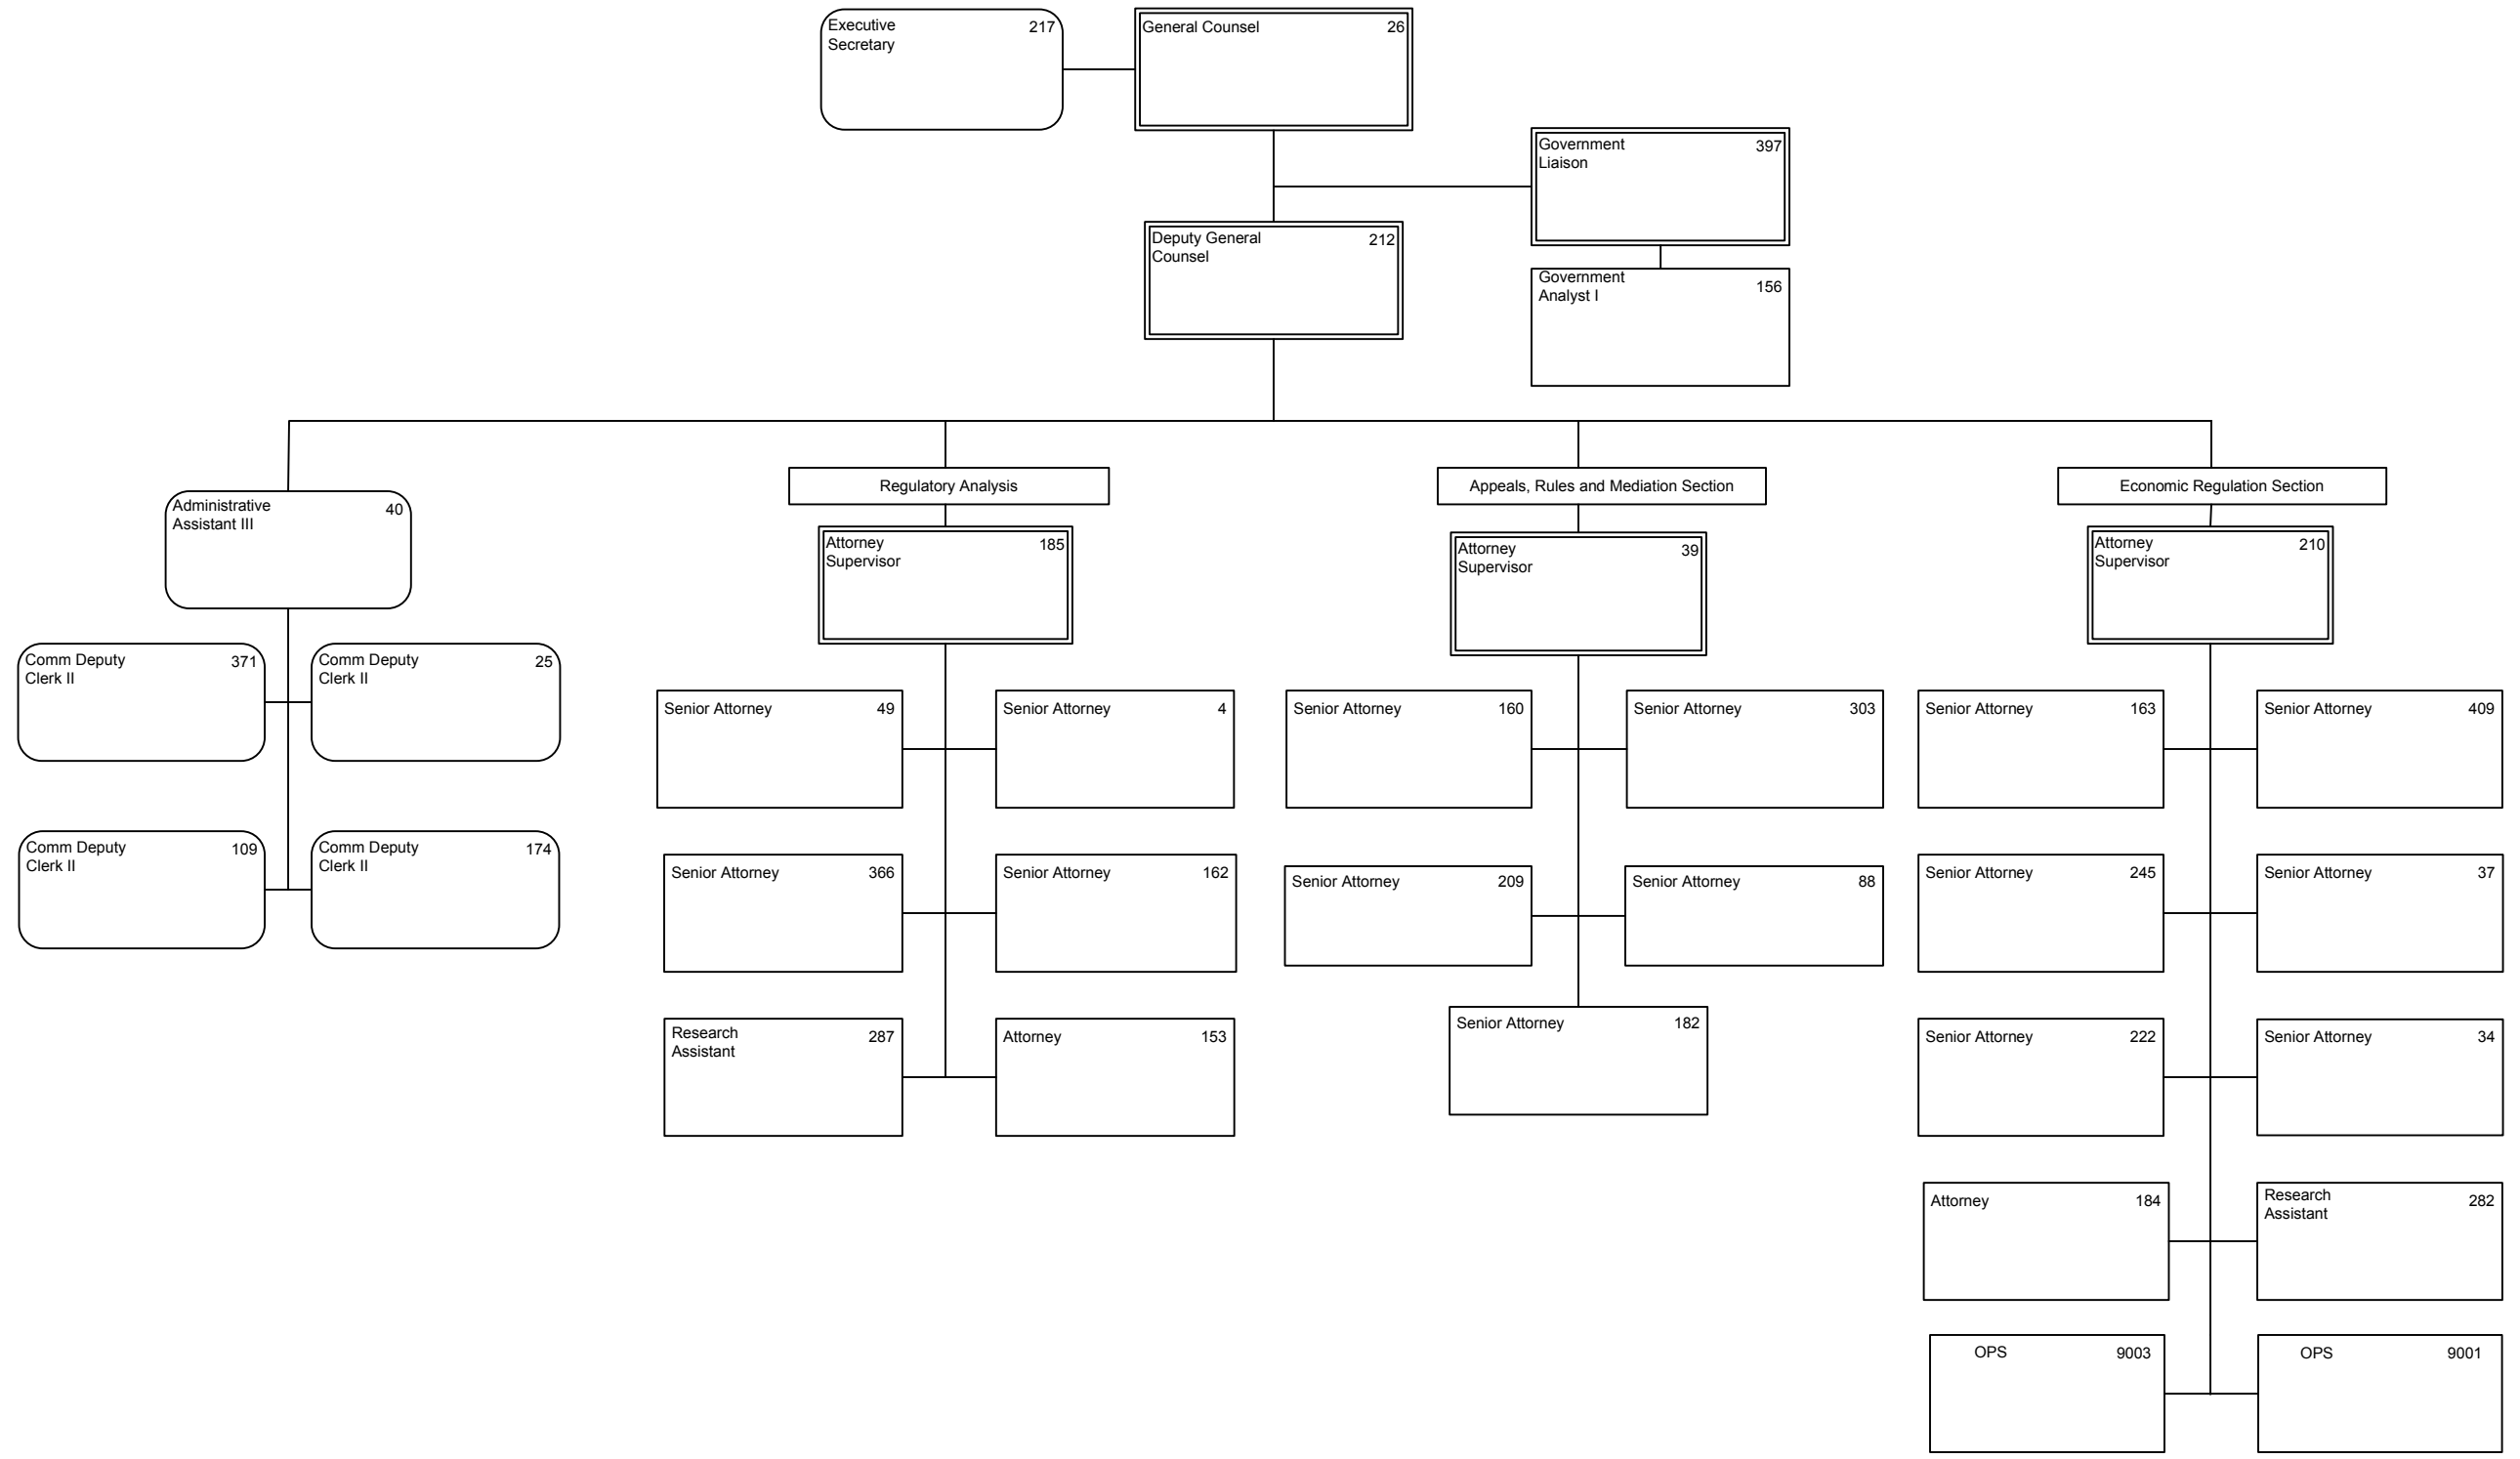 Executive 217
Secretary
General Counsel 26
Government 397
Liaison
Deputy General 212
Counsel
Government
Analyst I 156
Regulatory Analysis
Appeals, Rules and Mediation Section
Economic Regulation Section
Administrative 40
Assistant III
Attorney 185
Supervisor
Attorney 39
Supervisor
Attorney 210
Supervisor
Comm Deputy 371
Clerk II
Comm Deputy 25
Clerk II
Comm Deputy 109
Clerk II
Comm Deputy 174
Clerk II
Senior Attorney 49
Senior Attorney 4
Senior Attorney 366
Senior Attorney 162
Research 287
Assistant
Attorney 153
Senior Attorney 160
Senior Attorney 303
Senior Attorney 209
Senior Attorney 88
Senior Attorney 182
Senior Attorney 163
Senior Attorney 409
Senior Attorney 245
Senior Attorney 37
Senior Attorney 222
Senior Attorney 34
Attorney 184
Research 282
Assistant
OPS 9003
OPS 9001